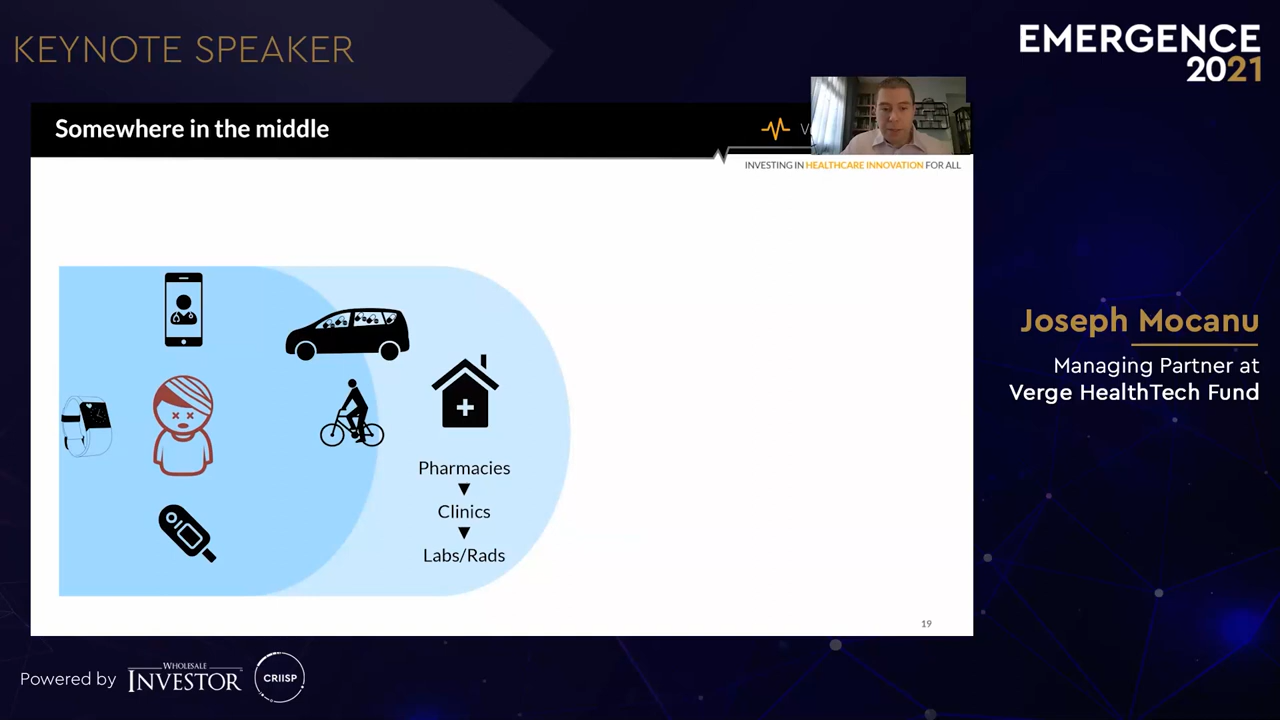 KEYNOTE SPEAKER
EMERGENCE
2021
Somewhere in the middle
INVESTING IN HEALTHCARE INNOVATION FOR ALL
Pharmacies
Clinics
Labs/Rads
19
Joseph Mocanu
Managing Partner at
Verge HealthTech Fund
Powered by
WHOLESALE
INVESTOR
CRIISP